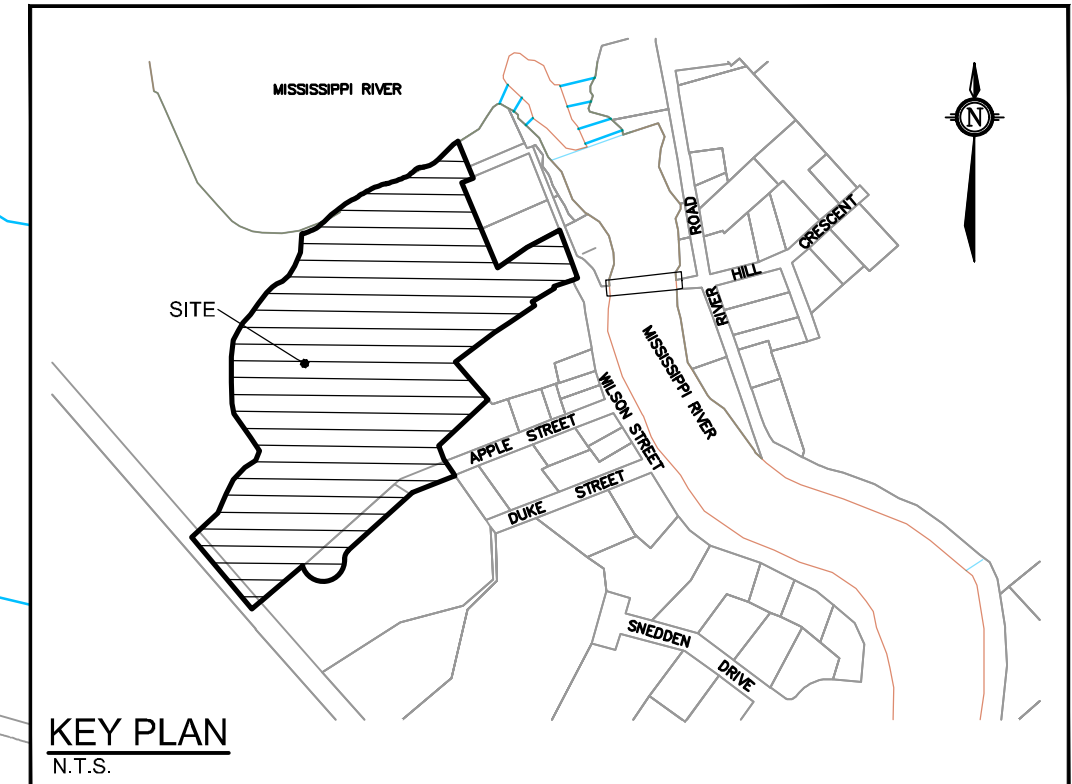 MISSISSIPPI RIVER
N
ROAD
CRESCENT
HILL
RIVER
SITE
MISSISSIPPI RIVER
WILSON STREET
APPLE STREET
DUKE STREET
SNEDDEN
DRIVE
KEY PLAN
N.T.S.